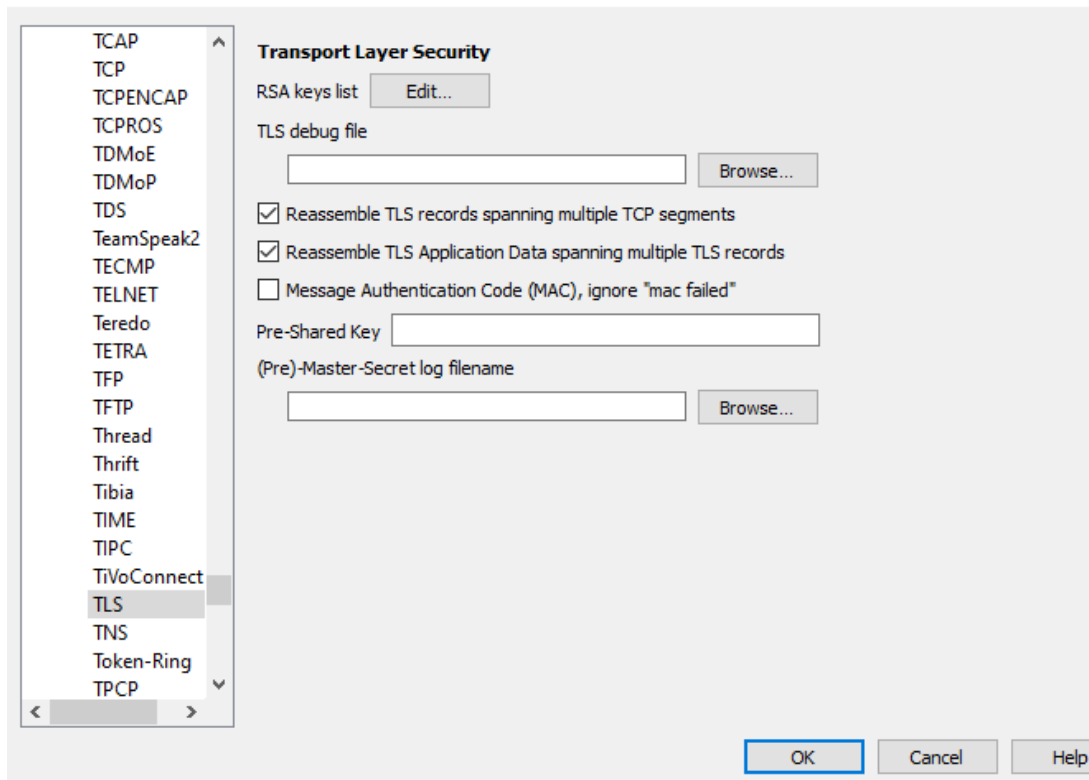 TCAP
TCP
TCPENCAP
TCPROS
TDMoE
TDMoP
TDS
TeamSpeak2
TECMP
TELNET
Teredo
TETRA
TFP
TFTP
Thread
Thrift
Tibia
TIME
TIPC
TiVoConnect
TLS
TNS
Token-Ring
TPCP
Transport Layer Security
RSA keys list Edit...
TLS debug file
Browse...
Reassemble TLS records spanning multiple TCP segments
Reassemble TLS Application Data spanning multiple TLS records
Message Authentication Code (MAC), ignore "mac failed"
Pre-Shared Key
(Pre)-Master-Secret log filename
Browse...
OK Cancel Help